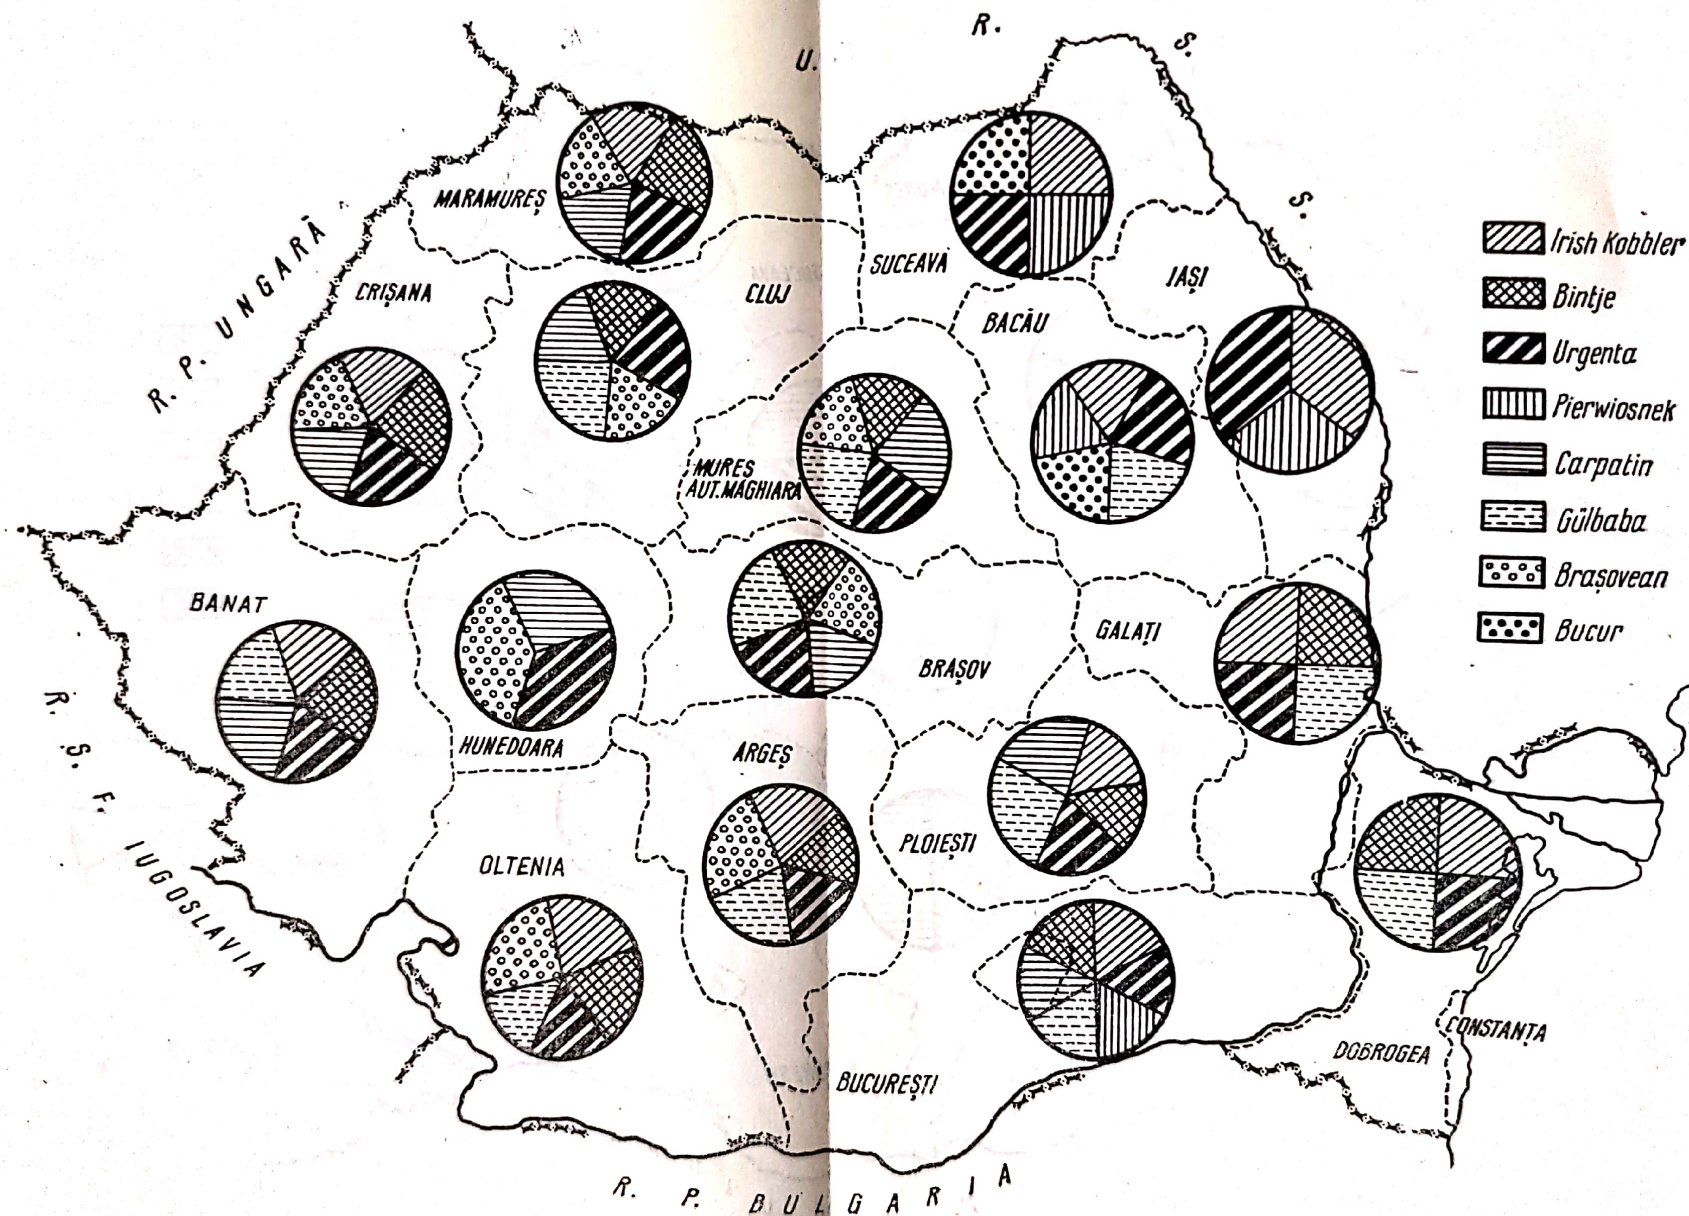 U. R. S. S.
R. P. UNGARĂ
MARAMUREȘ
SUCEAVA
IAȘI
CRIȘANA
CLUJ
BACĂU
MUREȘ
AUT. MAGHIARĂ
BANAT
GALAȚI
BRAȘOV
HUNEDOARA
ARGEȘ
PLOIEȘTI
OLTENIA
BUCUREȘTI
DOBROGEA
CONSTANȚA
R. S. F. IUGOSLAVIA
R. P. BULGARIA
Irish Kobbler
Bintje
Urgenta
Pierwiosnek
Carpatin
Gülbaba
Brașovean
Bucur